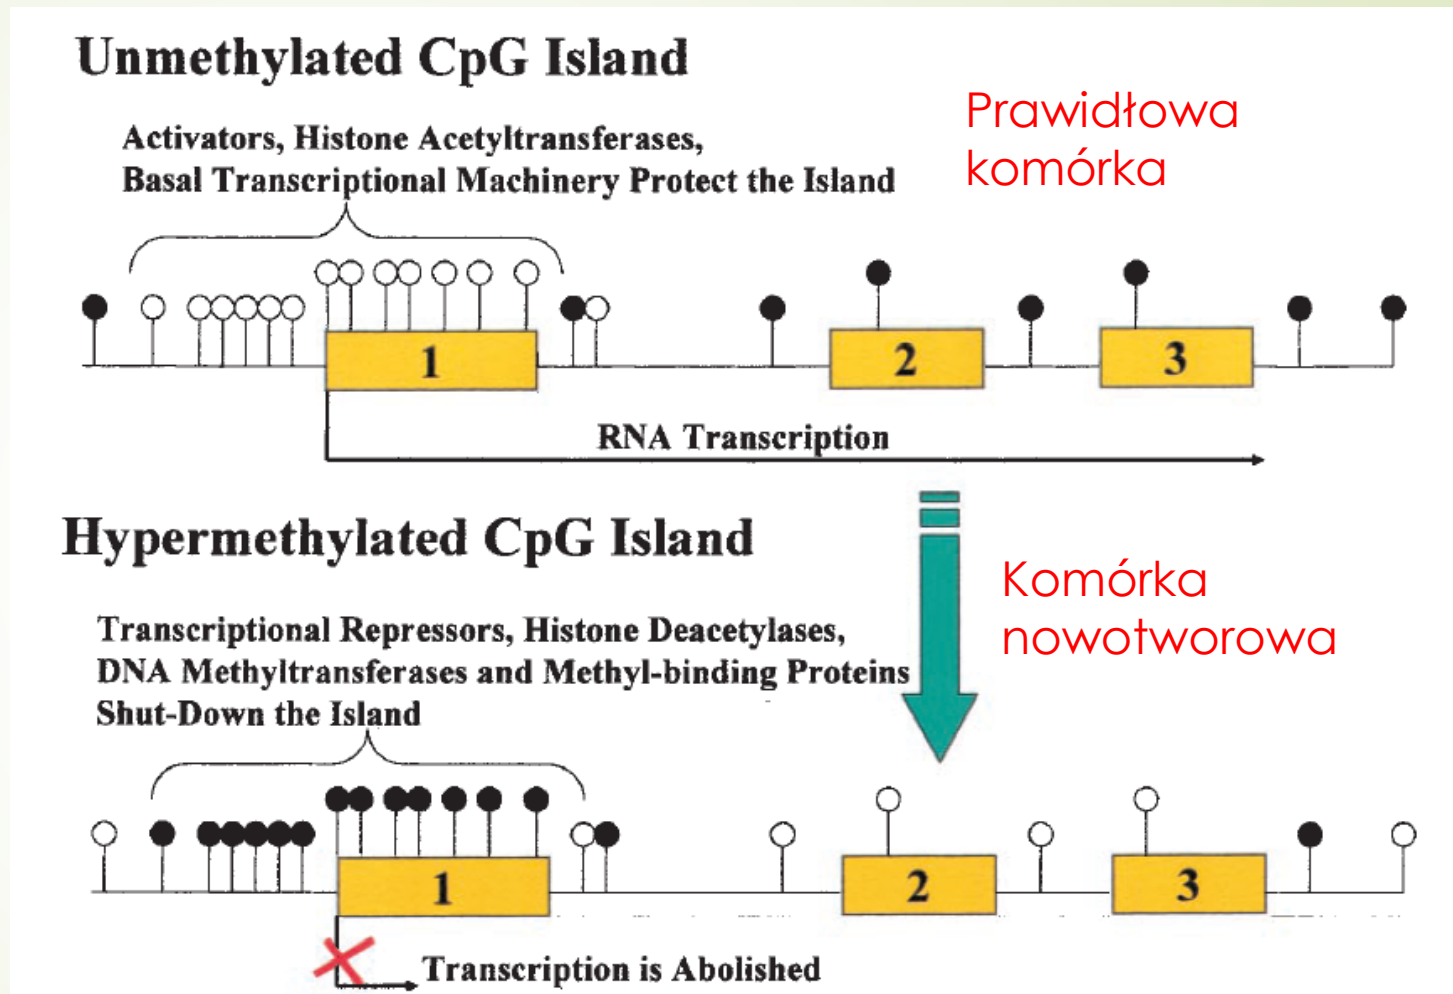 Unmethylated CpG Island
Prawidłowa
komórka
Activators, Histone Acetyltransferases,
Basal Transcriptional Machinery Protect the Island
1
2
3
RNA Transcription
Hypermethylated CpG Island
Komórka
nowotworowa
Transcriptional Repressors, Histone Deacetylases,
DNA Methyltransferases and Methyl-binding Proteins
Shut-Down the Island
1
2
3
Transcription is Abolished